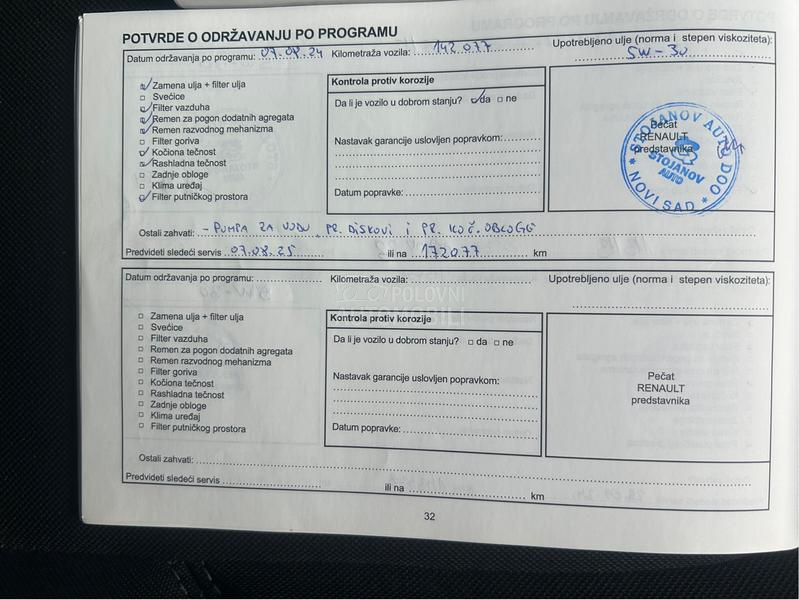 POTVRDE O ODRŽAVANJU PO PROGRAMU
Datum održavanja po programu: 07.08.24 Kilometraža vozila: 142.077 Upotrebljeno ulje (norma i stepen viskoziteta):
5W-30
Zamena ulja + filter ulja
Svećice
Filter vazduha
Remen za pogon dodatnih agregata
Remen razvodnog mehanizma
Filter goriva
Kočiona tečnost
Rashladna tečnost
Zadnje obloge
Klima uređaj
Filter putničkog prostora
Kontrola protiv korozije
Da li je vozilo u dobrom stanju? da ne
Nastavak garancije uslovljen popravkom:
Datum popravke:
Pečat
RENAULT
predstavnika
STOJANOV AUTO DOO
STOJANOV
AUTO
* NOVI SAD *
Ostali zahvati: - PUMPA ZA VODU, PR. DISKOVI I PR. KOČ. OBLOGE
Predvideti sledeći servis 07.08.25 ili na 172.077 km
Datum održavanja po programu: Kilometraža vozila: Upotrebljeno ulje (norma i stepen viskoziteta):
POLOVNI
AUTOMOBILI
Zamena ulja + filter ulja
Svećice
Filter vazduha
Remen za pogon dodatnih agregata
Remen razvodnog mehanizma
Filter goriva
Kočiona tečnost
Rashladna tečnost
Zadnje obloge
Klima uređaj
Filter putničkog prostora
Kontrola protiv korozije
Da li je vozilo u dobrom stanju? da ne
Nastavak garancije uslovljen popravkom:
Datum popravke:
Pečat
RENAULT
predstavnika
Ostali zahvati:
Predvideti sledeći servis ili na km
32